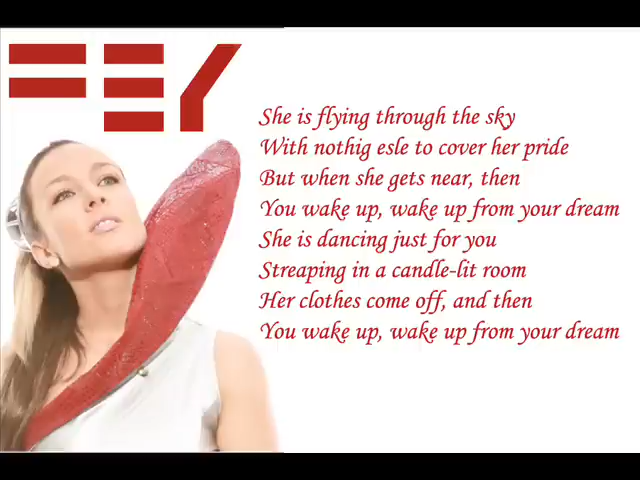 FEY
She is flying through the sky
With nothig esle to cover her pride
But when she gets near, then
You wake up, wake up from your dream
She is dancing just for you
Streaping in a candle-lit room
Her clothes come off, and then
You wake up, wake up from your dream